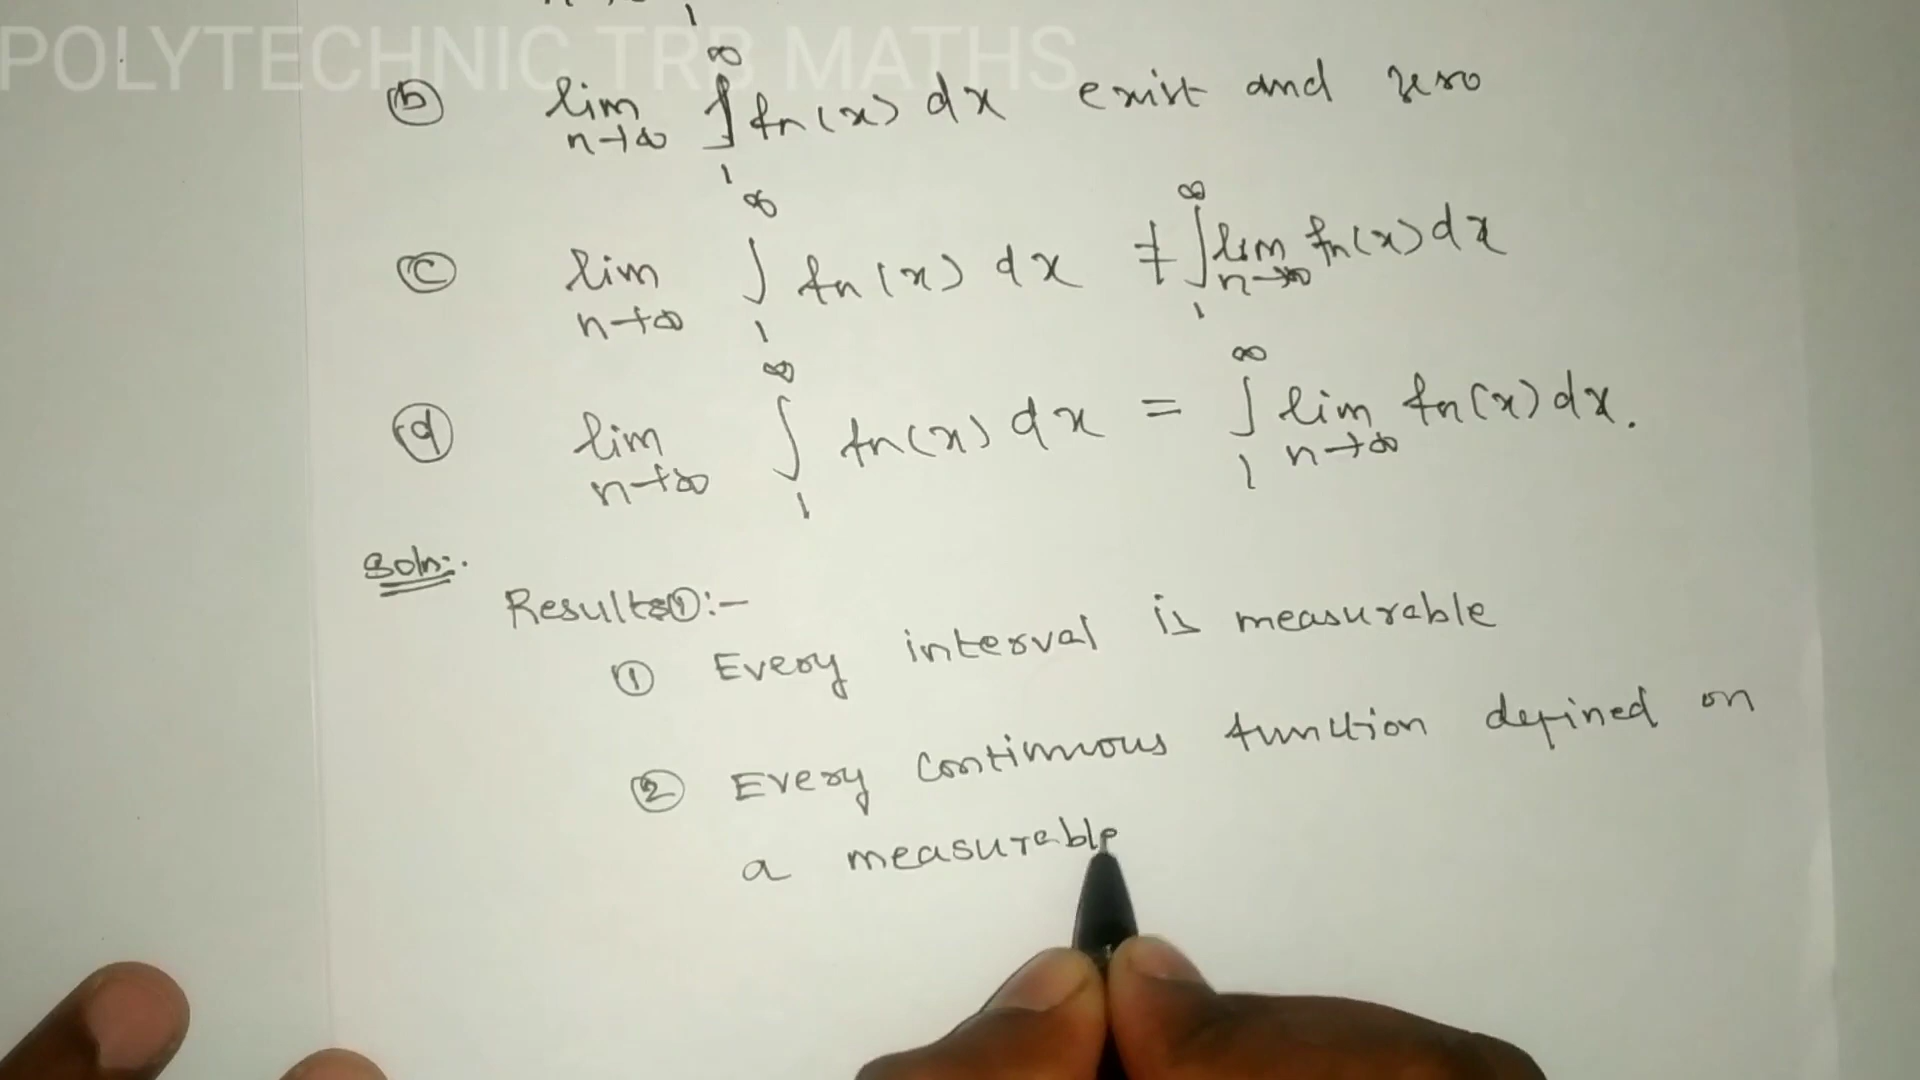 POLYTECHNIC TRB MATHS
ⓑ lim n→∞ ∫₁^∞ fn(x) dx exist and zero
ⓒ lim n→∞ ∫₁^∞ fn(x) dx ≠ ∫₁^∞ lim n→∞ fn(x) dx
ⓓ lim n→∞ ∫₁^∞ fn(x) dx = ∫₁^∞ lim n→∞ fn(x) dx.
Soln:.
Results①:-
① Every interval is measurable
② Every continuous function defined on
a measurable